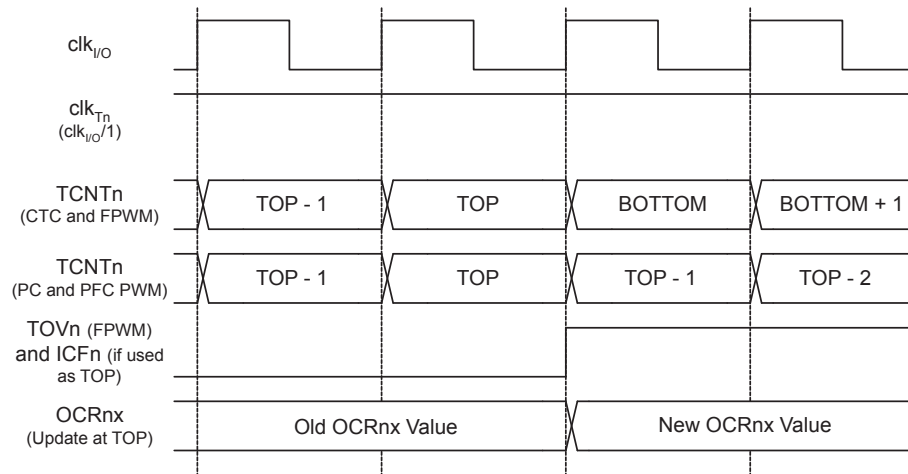 clkI/O
clkTn
(clkI/O/1)
TCNTn
(CTC and FPWM)
TOP - 1
TOP
BOTTOM
BOTTOM + 1
TCNTn
(PC and PFC PWM)
TOP - 1
TOP
TOP - 1
TOP - 2
TOVn (FPWM)
and ICFn (if used
as TOP)
OCRnx
(Update at TOP)
Old OCRnx Value
New OCRnx Value